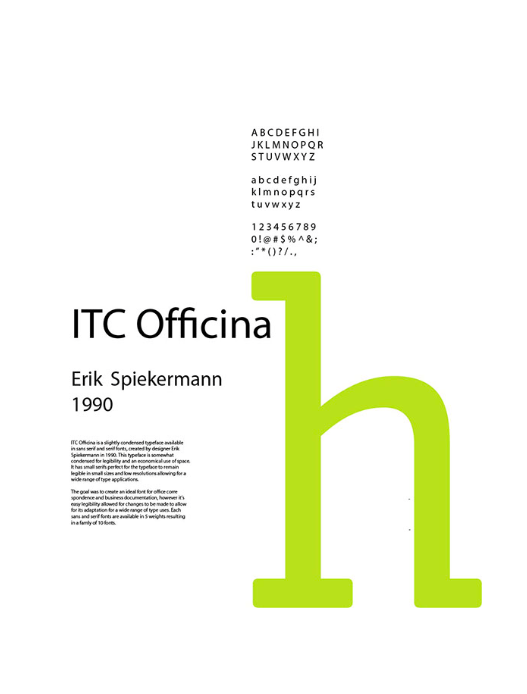 A B C D E F G H I
J K L M N O P Q R
S T U V W X Y Z
a b c d e f g h i j
k l m n o p q r s
t u v w x y z
1 2 3 4 5 6 7 8 9
0 ! @ # $ % ^ & ;
: " * ( ) ? / . ,
ITC Officina
Erik Spiekermann
1990
ITC Officina is a slightly condensed typeface available
in sans serif and serif fonts, created by designer Erik
Spiekermann in 1990. This typeface is somewhat
condensed for legibility and an economical use of space.
It has small serifs perfect for the typeface to remain
legible in small sizes and low resolutions allowing for a
wide range of type applications.
The goal was to create an ideal font for office corre
spondence and business documentation, however it's
easy legibility allowed for changes to be made to allow
for its adaptation for a wide range of type uses. Each
sans and serif fonts are available in 5 weights resulting
in a family of 10 fonts.
h